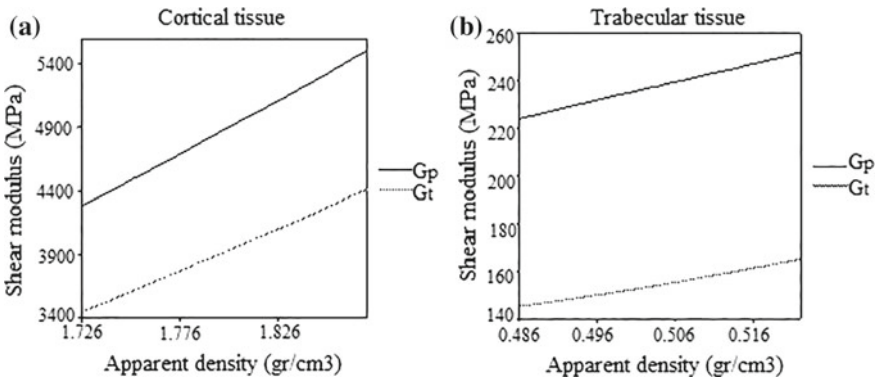 (a) Cortical tissue
Shear modulus (MPa)
5400
4900
4400
3900
3400
1.726 1.776 1.826
Apparent density (gr/cm3)
Gp
Gt
(b) Trabecular tissue
Shear modulus (MPa)
260
240
220
200
180
160
140
0.486 0.496 0.506 0.516
Apparent density (gr/cm3)
Gp
Gt